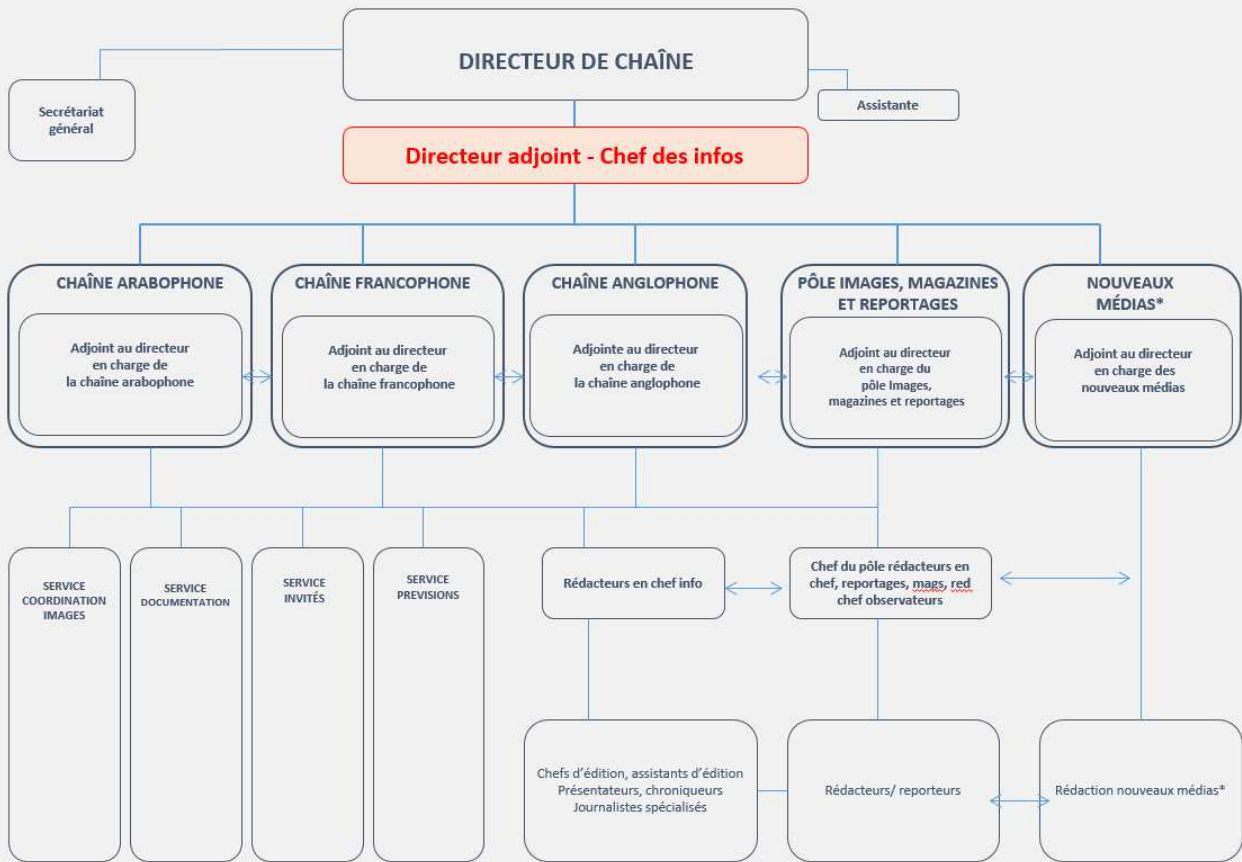 DIRECTEUR DE CHAÎNE
Secrétariat
général
Assistante
Directeur adjoint - Chef des infos
CHAÎNE ARABOPHONE
Adjoint au directeur
en charge de
la chaîne arabophone
CHAÎNE FRANCOPHONE
Adjoint au directeur
en charge de
la chaîne francophone
CHAÎNE ANGLOPHONE
Adjointe au directeur
en charge de
la chaîne anglophone
PÔLE IMAGES, MAGAZINES
ET REPORTAGES
Adjoint au directeur
en charge du
pôle Images,
magazines et reportages
NOUVEAUX
MÉDIAS*
Adjoint au directeur
en charge des
nouveaux médias
SERVICE
COORDINATION
IMAGES
SERVICE
DOCUMENTATION
SERVICE
INVITÉS
SERVICE
PREVISIONS
Rédacteurs en chef info
Chef du pôle rédacteurs en
chef, reportages, mags, red
chef observateurs
Chefs d'édition, assistants d'édition
Présentateurs, chroniqueurs
Journalistes spécialisés
Rédacteurs/ reporteurs
Rédaction nouveaux médias*